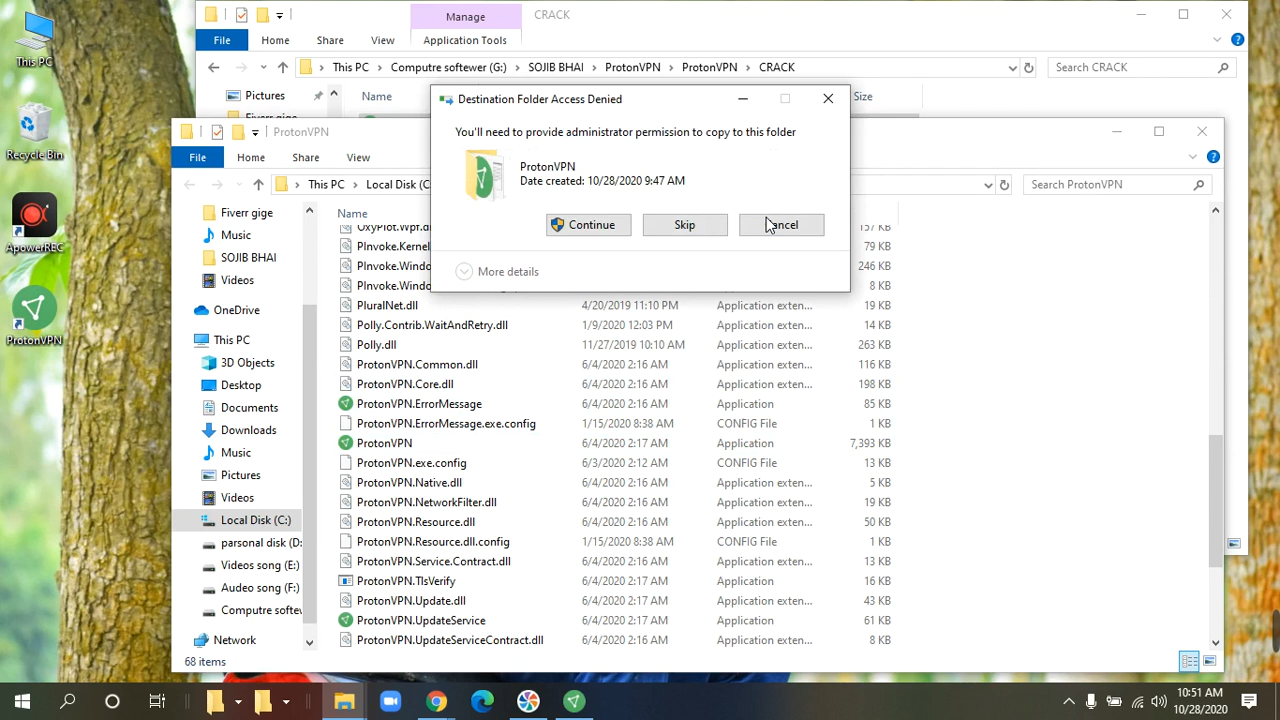 This PC
Recycle Bin
ApowerREC
ProtonVPN
Manage
CRACK
File
Home
Share
View
Application Tools
This PC
Compuтre softewer (G:)
SOJIB BHAI
ProtonVPN
ProtonVPN
CRACK
Search CRACK
Pictures
Name
Size
ProtonVPN
File
Home
Share
View
This PC
Local Disk (C
Search ProtonVPN
Destination Folder Access Denied
You'll need to provide administrator permission to copy to this folder
ProtonVPN
Date created: 10/28/2020 9:47 AM
Continue
Skip
Cancel
More details
Fiverr gige
Music
SOJIB BHAI
Videos
OneDrive
This PC
3D Objects
Desktop
Documents
Downloads
Music
Pictures
Videos
Local Disk (C:)
parsonal disk (D:
Videos song (E:)
Audeo song (F:)
Computre softew
Network
Name
OxyPlot.Wpf.dl 157 KB
PInvoke.Kernel 79 KB
PInvoke.Windo 246 KB
PInvoke.Windo 8 KB
PluralNet.dll 4/20/2019 11:10 PM Application exten... 19 KB
Polly.Contrib.WaitAndRetry.dll 1/9/2020 12:03 PM Application exten... 14 KB
Polly.dll 11/27/2019 10:10 AM Application exten... 263 KB
ProtonVPN.Common.dll 6/4/2020 2:16 AM Application exten... 116 KB
ProtonVPN.Core.dll 6/4/2020 2:16 AM Application exten... 198 KB
ProtonVPN.ErrorMessage 6/4/2020 2:16 AM Application 85 KB
ProtonVPN.ErrorMessage.exe.config 1/15/2020 8:38 AM CONFIG File 1 KB
ProtonVPN 6/4/2020 2:17 AM Application 7,393 KB
ProtonVPN.exe.config 6/3/2020 2:12 AM CONFIG File 13 KB
ProtonVPN.Native.dll 6/4/2020 2:16 AM Application exten... 5 KB
ProtonVPN.NetworkFilter.dll 6/4/2020 2:16 AM Application exten... 19 KB
ProtonVPN.Resource.dll 6/4/2020 2:16 AM Application exten... 50 KB
ProtonVPN.Resource.dll.config 1/15/2020 8:38 AM CONFIG File 1 KB
ProtonVPN.Service.Contract.dll 6/4/2020 2:16 AM Application exten... 13 KB
ProtonVPN.TlsVerify 6/4/2020 2:17 AM Application 16 KB
ProtonVPN.Update.dll 6/4/2020 2:17 AM Application exten... 43 KB
ProtonVPN.UpdateService 6/4/2020 2:17 AM Application 61 KB
ProtonVPN.UpdateServiceContract.dll 6/4/2020 2:16 AM Application exten... 8 KB
68 items
10:51 AM
10/28/2020